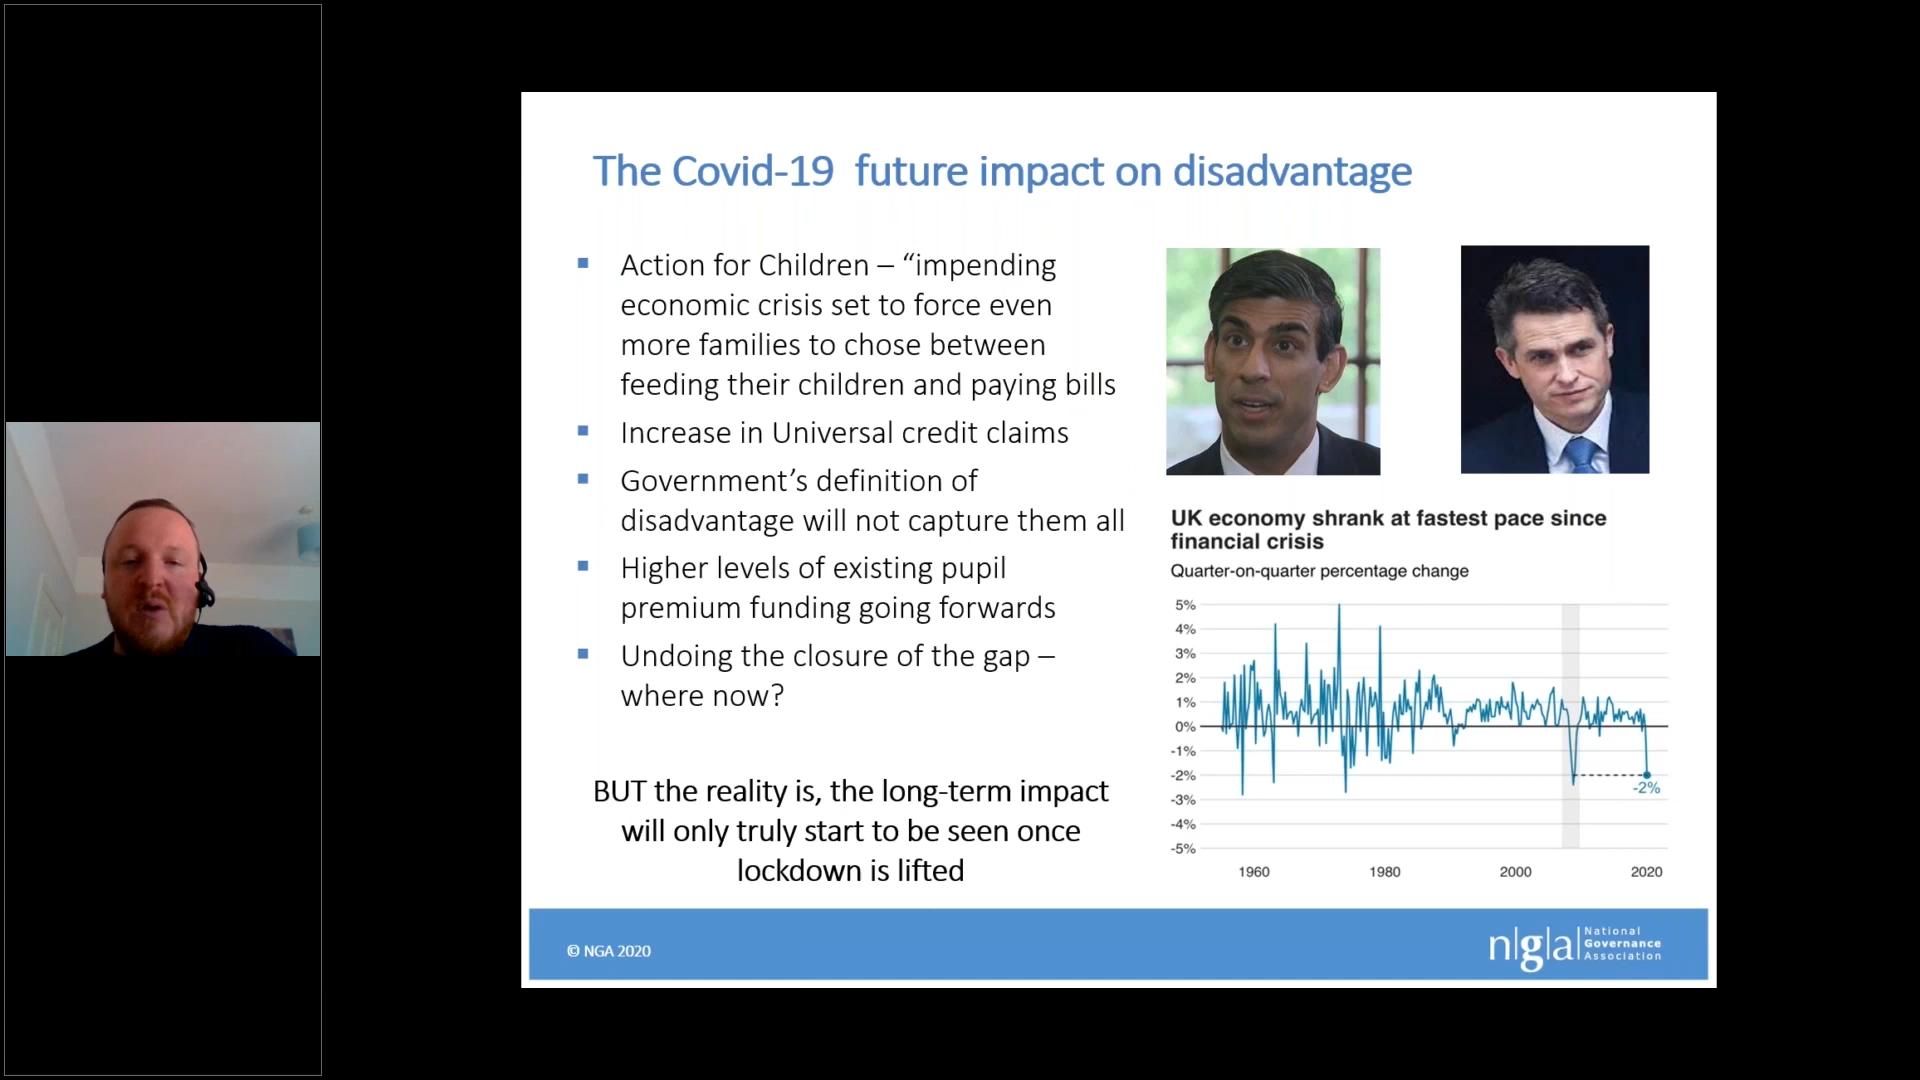 The Covid-19  future impact on disadvantage
▪ Action for Children – “impending
economic crisis set to force even
more families to chose between
feeding their children and paying bills
▪ Increase in Universal credit claims
▪ Government’s definition of
disadvantage will not capture them all
▪ Higher levels of existing pupil
premium funding going forwards
▪ Undoing the closure of the gap –
where now?
BUT the reality is, the long-term impact
will only truly start to be seen once
lockdown is lifted
UK economy shrank at fastest pace since
financial crisis
Quarter-on-quarter percentage change
5%
4%
3%
2%
1%
0%
-1%
-2%
-3%
-4%
-5%
-2%
1960 1980 2000 2020
© NGA 2020
n|g|a|
National
Governance
Association